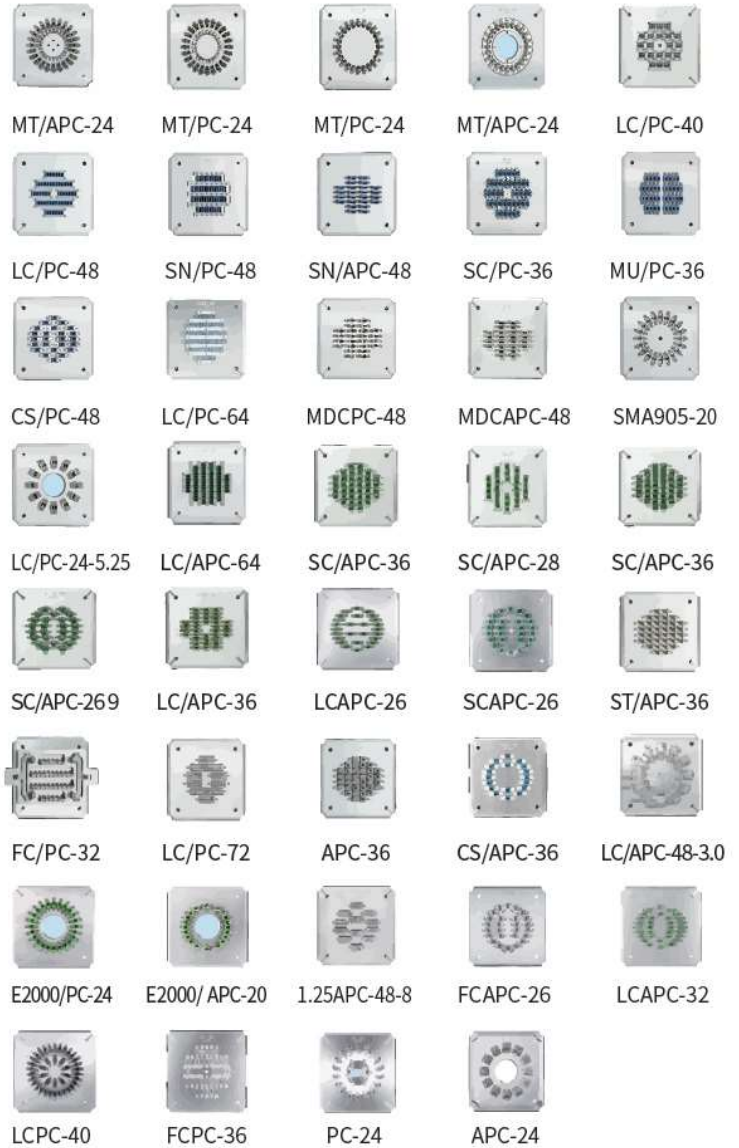 MT/APC-24 MT/PC-24 MT/PC-24 MT/APC-24 LC/PC-40
LC/PC-48 SN/PC-48 SN/APC-48 SC/PC-36 MU/PC-36
CS/PC-48 LC/PC-64 MDCPC-48 MDCAPC-48 SMA905-20
LC/PC-24-5.25 LC/APC-64 SC/APC-36 SC/APC-28 SC/APC-36
SC/APC-269 LC/APC-36 LCAPC-26 SCAPC-26 ST/APC-36
FC/PC-32 LC/PC-72 APC-36 CS/APC-36 LC/APC-48-3.0
E2000/PC-24 E2000/ APC-20 1.25APC-48-8 FCAPC-26 LCAPC-32
LCPC-40 FCPC-36 PC-24 APC-24